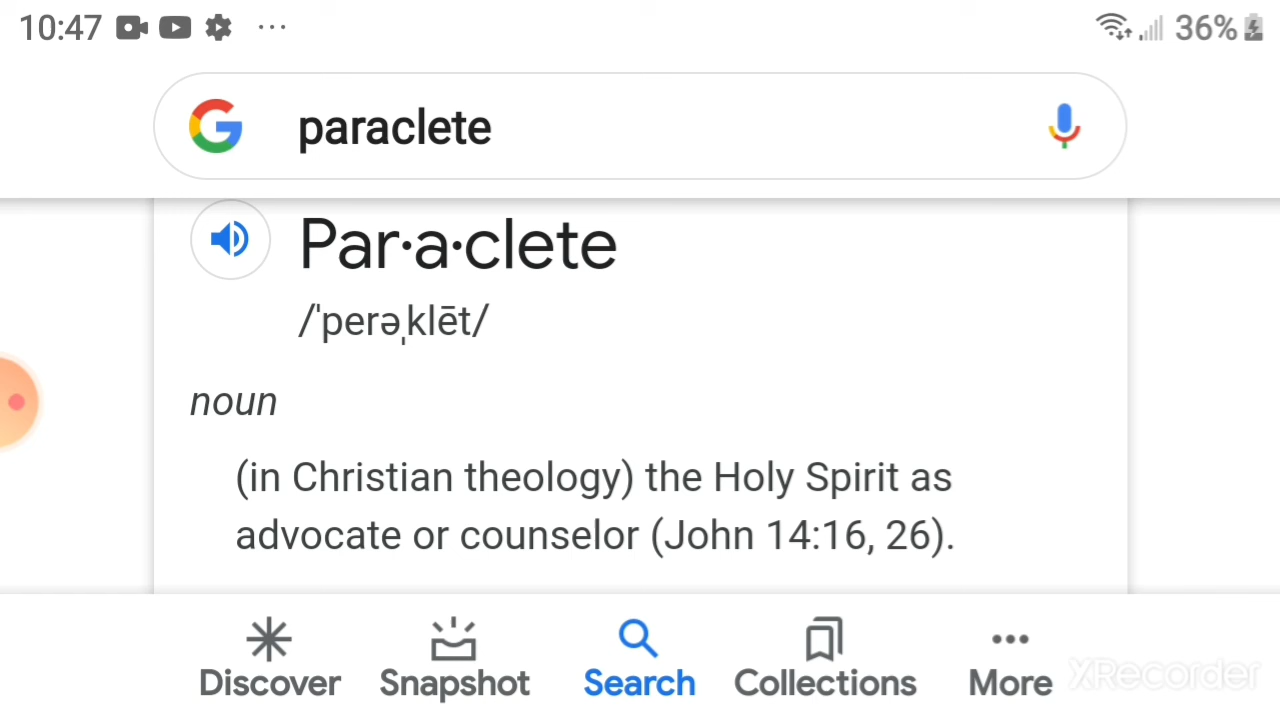 10:47 ... 36%
paraclete
Par·a·clete
/ˈperəˌklēt/
noun
(in Christian theology) the Holy Spirit as
advocate or counselor (John 14:16, 26).
Discover Snapshot Search Collections More
XRecorder